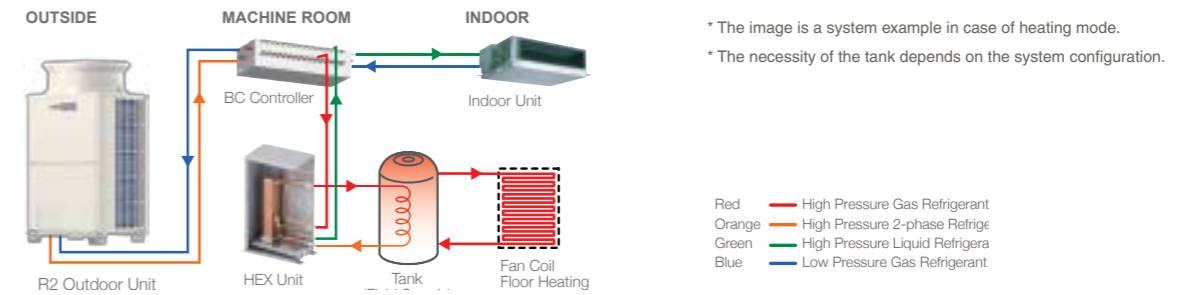 OUTSIDE
MACHINE ROOM
INDOOR
* The image is a system example in case of heating mode.
* The necessity of the tank depends on the system configuration.
BC Controller
Indoor Unit
Red High Pressure Gas Refrigerant
Orange High Pressure 2-phase Refrige
Green High Pressure Liquid Refrigera
Blue Low Pressure Gas Refrigerant
R2 Outdoor Unit
HEX Unit
Tank
Fan Coil
Floor Heating